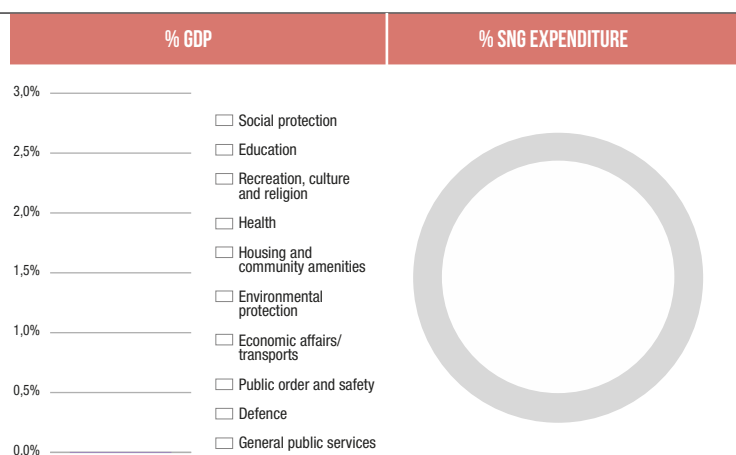 % GDP
% SNG EXPENDITURE
3,0%
2,5%
2,0%
1,5%
1,0%
0,5%
0.0%
Social protection
Education
Recreation, culture
and religion
Health
Housing and
community amenities
Environmental
protection
Economic affairs/
transports
Public order and safety
Defence
General public services